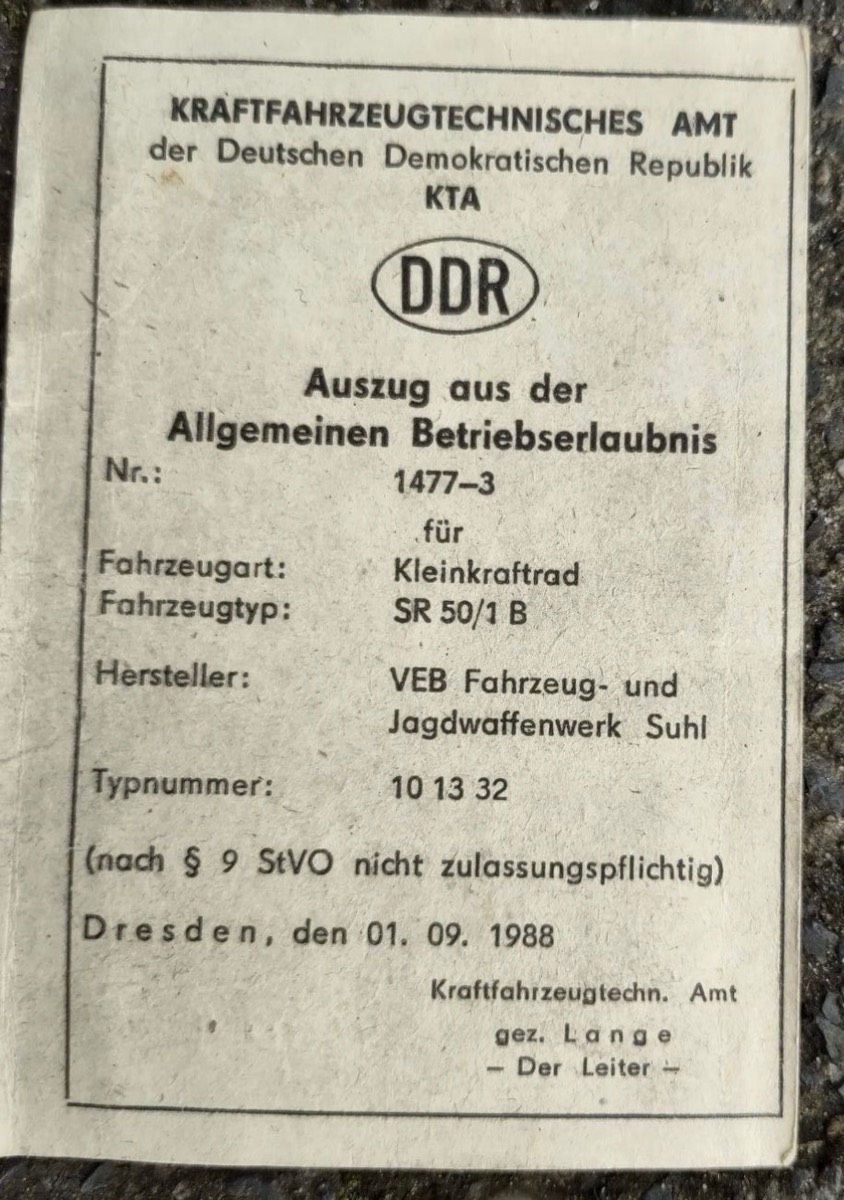 KRAFTFAHRZEUGTECHNISCHES AMT
der Deutschen Demokratischen Republik
KTA
DDR
Auszug aus der
Allgemeinen Betriebserlaubnis
Nr.: 1477–3
für
Fahrzeugart: Kleinkraftrad
Fahrzeugtyp: SR 50/1 B
Hersteller: VEB Fahrzeug- und
Jagdwaffenwerk Suhl
Typnummer: 10 13 32
(nach § 9 StVO nicht zulassungspflichtig)
Dresden, den 01. 09. 1988
Kraftfahrzeugtechn. Amt
gez. Lange
– Der Leiter –